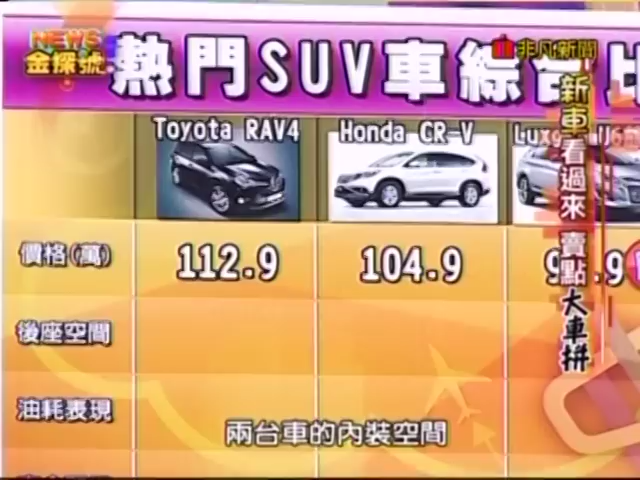 NEWS
金探號
熱門SUV車綜合比
非凡新聞
新車看過來 賣點大車拼
Toyota RAV4
Honda CR-V
價格(萬)
112.9
104.9
後座空間
油耗表現
兩台車的內裝空間